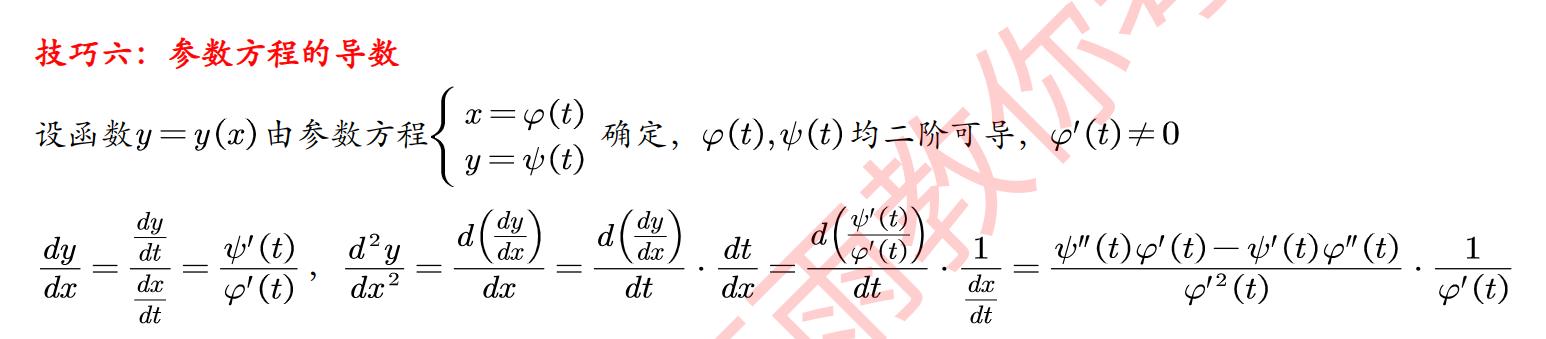 技巧六：参数方程的导数
设函数 $y=y(x)$ 由参数方程 $\begin{cases} x=\varphi(t) \\ y=\psi(t) \end{cases}$ 确定，$\varphi(t),\psi(t)$ 均二阶可导，$\varphi'(t)\neq 0$
$\frac{dy}{dx}=\frac{\frac{dy}{dt}}{\frac{dx}{dt}}=\frac{\psi'(t)}{\varphi'(t)}$，$\frac{d^2y}{dx^2}=\frac{d\left(\frac{dy}{dx}\right)}{dx}=\frac{d\left(\frac{dy}{dx}\right)}{dt}\cdot\frac{dt}{dx}=\frac{d\left(\frac{\psi'(t)}{\varphi'(t)}\right)}{dt}\cdot\frac{1}{\frac{dx}{dt}}=\frac{\psi''(t)\varphi'(t)-\psi'(t)\varphi''(t)}{\varphi'^2(t)}\cdot\frac{1}{\varphi'(t)}$
雨教你